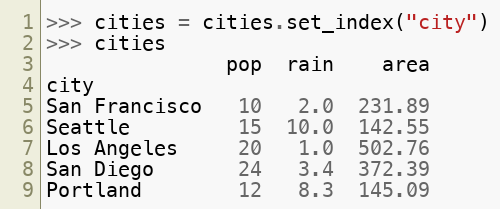 1 >>> cities = cities.set_index("city")
2 >>> cities
3                pop  rain    area
4 city
5 San Francisco   10   2.0  231.89
6 Seattle         15  10.0  142.55
7 Los Angeles     20   1.0  502.76
8 San Diego       24   3.4  372.39
9 Portland        12   8.3  145.09